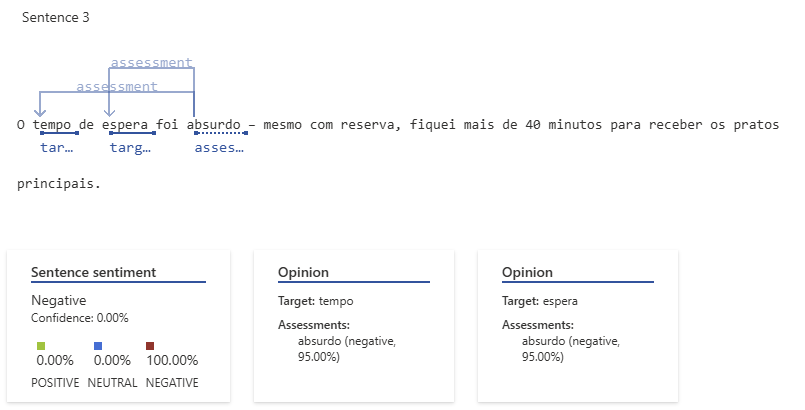 Sentence 3
assessment
assessment
O tempo de espera foi absurdo – mesmo com reserva, fiquei mais de 40 minutos para receber os pratos
tar… targ… asses…
principais.
Sentence sentiment
Negative
Confidence: 0.00%
0.00% 0.00% 100.00%
POSITIVE NEUTRAL NEGATIVE
Opinion
Target: tempo
Assessments:
absurdo (negative,
95.00%)
Opinion
Target: espera
Assessments:
absurdo (negative,
95.00%)